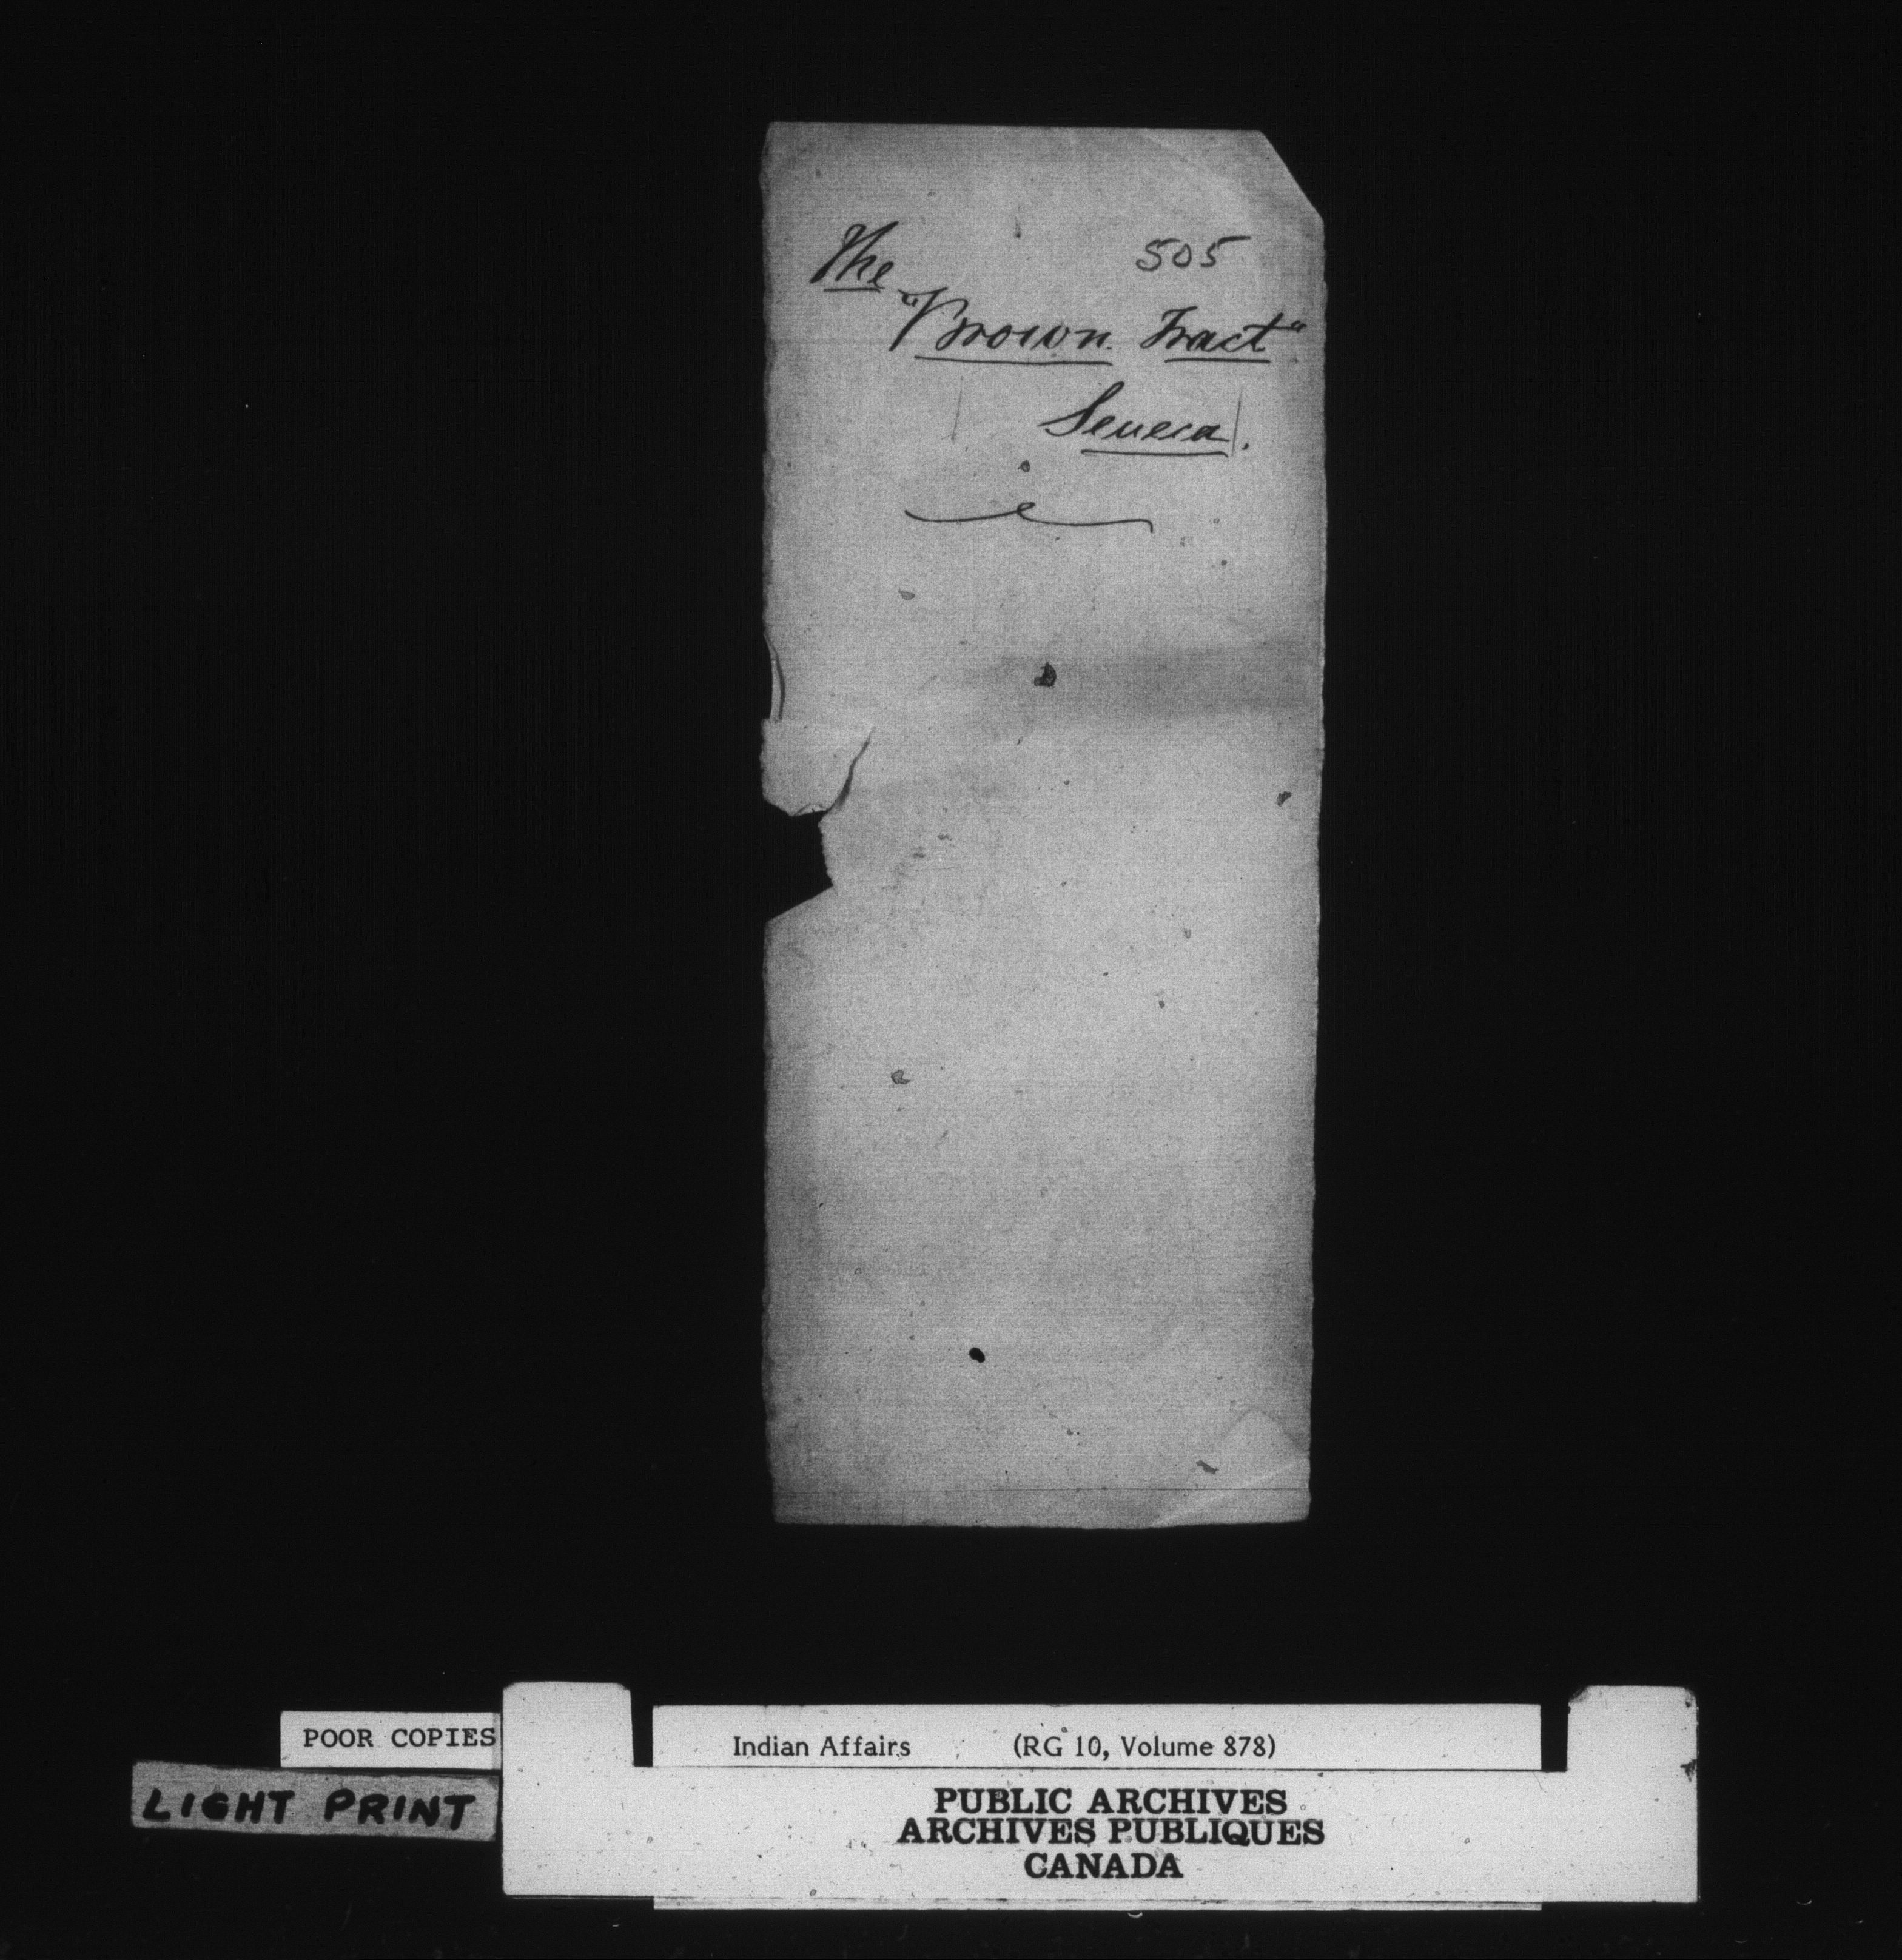 505
The
"Brown Tract"
Seneca.
POOR COPIES
LIGHT PRINT
Indian Affairs (RG 10, Volume 878)
PUBLIC ARCHIVES
ARCHIVES PUBLIQUES
CANADA